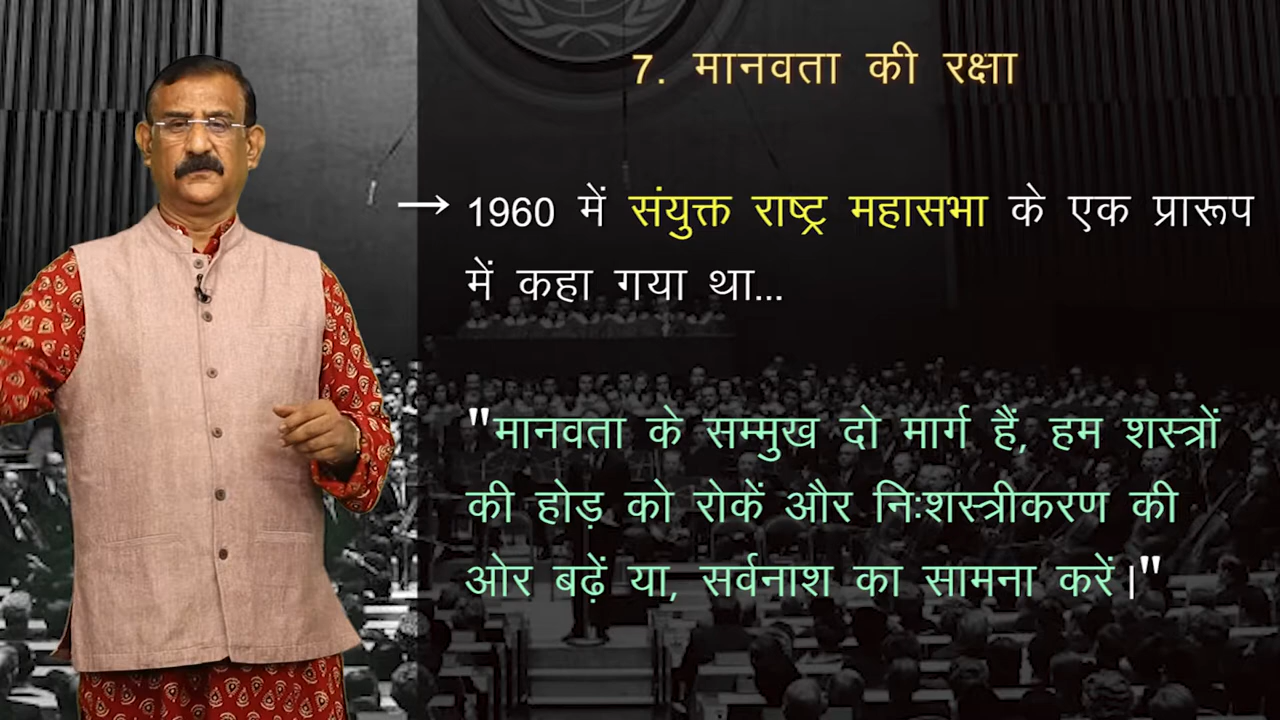 7. मानवता की रक्षा
→ 1960 में संयुक्त राष्ट्र महासभा के एक प्रारूप
में कहा गया था...
"मानवता के सम्मुख दो मार्ग हैं, हम शस्त्रों
की होड़ को रोकें और निःशस्त्रीकरण की
ओर बढ़ें या, सर्वनाश का सामना करें।"